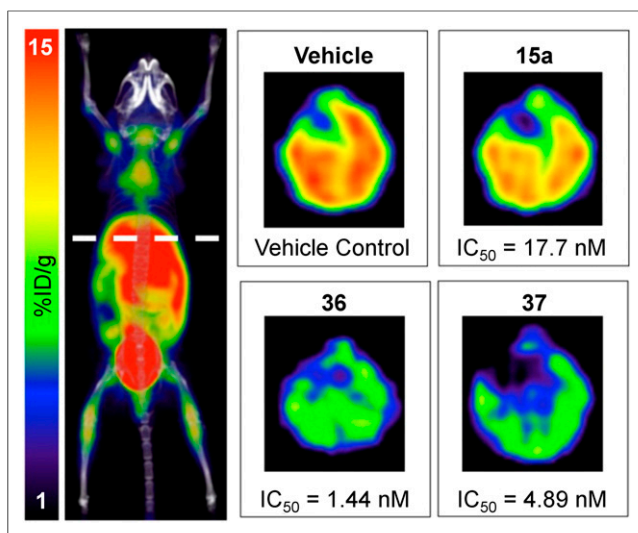 15
%ID/g
1
Vehicle
Vehicle Control
15a
IC50 = 17.7 nM
36
IC50 = 1.44 nM
37
IC50 = 4.89 nM